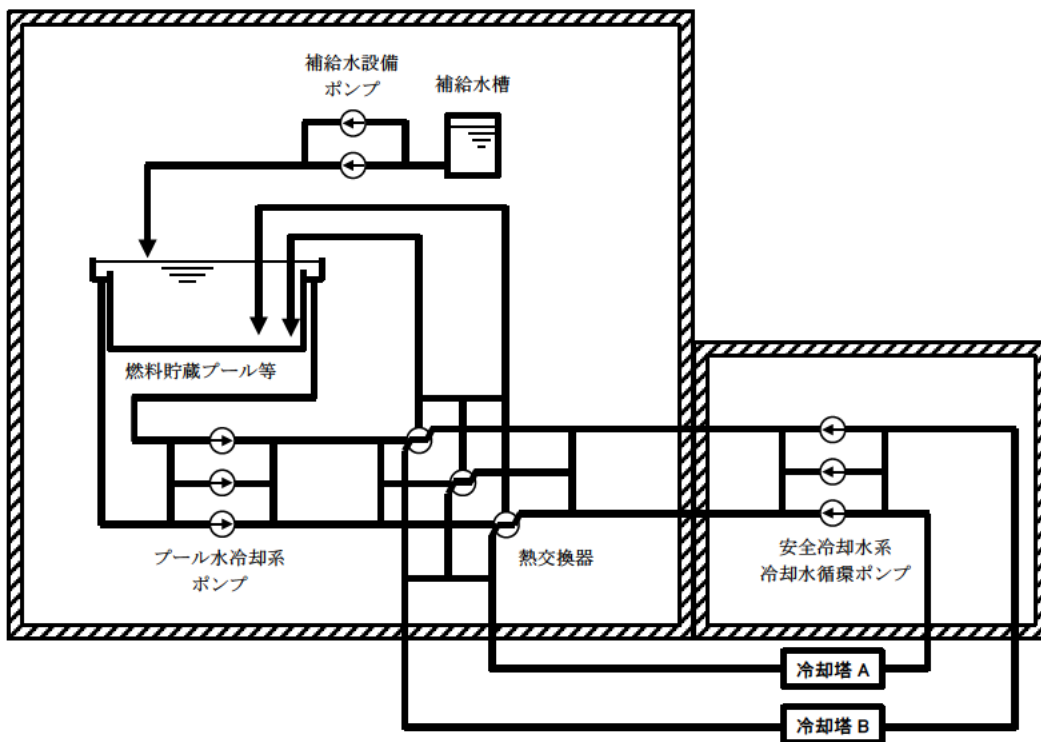 補給水設備
ポンプ
補給水槽
燃料貯蔵プール等
プール水冷却系
ポンプ
熱交換器
安全冷却水系
冷却水循環ポンプ
冷却塔 A
冷却塔 B